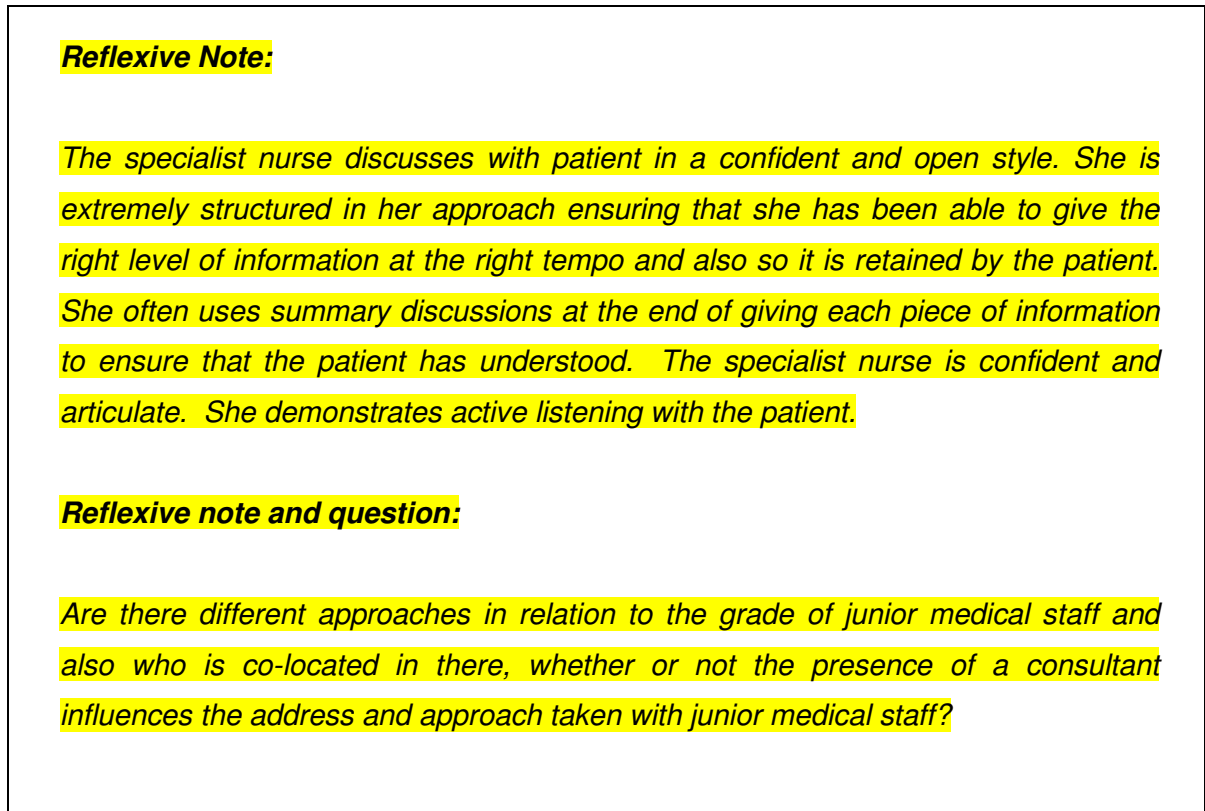 Reflexive Note:
The specialist nurse discusses with patient in a confident and open style. She is
extremely structured in her approach ensuring that she has been able to give the
right level of information at the right tempo and also so it is retained by the patient.
She often uses summary discussions at the end of giving each piece of information
to ensure that the patient has understood.  The specialist nurse is confident and
articulate.  She demonstrates active listening with the patient.
Reflexive note and question:
Are there different approaches in relation to the grade of junior medical staff and
also who is co-located in there, whether or not the presence of a consultant
influences the address and approach taken with junior medical staff?